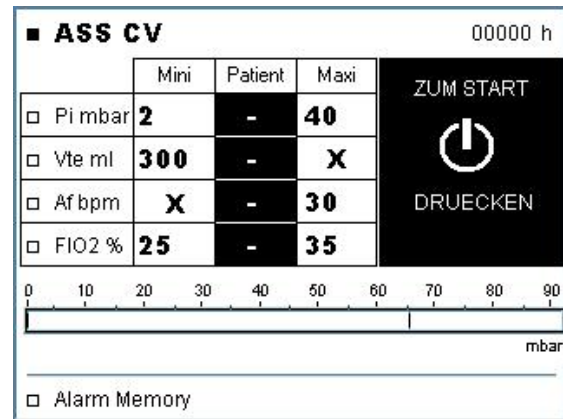 ASS CV 00000 h
Mini Patient Maxi
Pi mbar 2 - 40
Vte ml 300 - X
Af bpm X - 30
FIO2 % 25 - 35
ZUM START
DRUECKEN
0 10 20 30 40 50 60 70 80 90
mbar
Alarm Memory